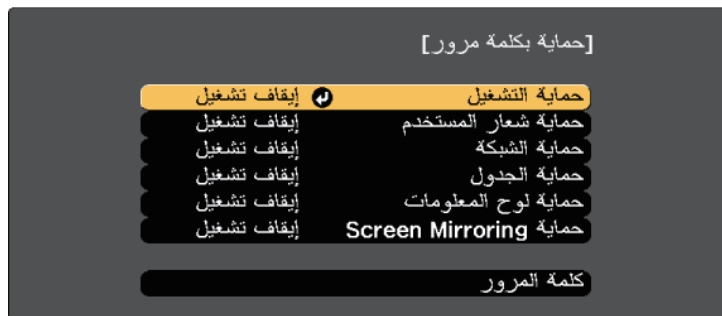 [حماية بكلمة مرور]
حماية التشغيل إيقاف تشغيل
حماية شعار المستخدم إيقاف تشغيل
حماية الشبكة إيقاف تشغيل
حماية الجدول إيقاف تشغيل
حماية لوح المعلومات إيقاف تشغيل
حماية Screen Mirroring إيقاف تشغيل
كلمة المرور